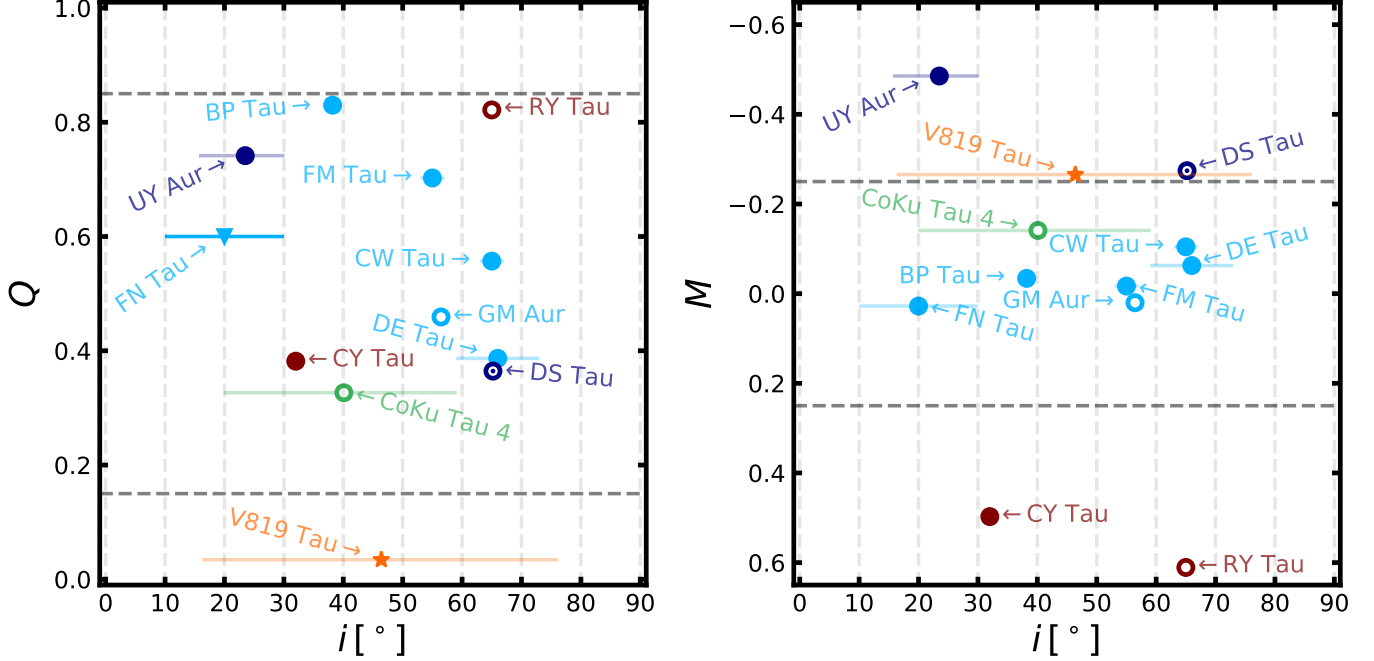 1.0
0.8
0.6
0.4
0.2
0.0
Q
BP Tau →
← RY Tau
UY Aur →
FM Tau →
FN Tau →
CW Tau →
← GM Aur
DE Tau →
← CY Tau
← DS Tau
← CoKu Tau 4
V819 Tau →
0 10 20 30 40 50 60 70 80 90
i [°]
−0.6
−0.4
−0.2
0.0
0.2
0.4
0.6
M
UY Aur →
V819 Tau →
← DS Tau
CoKu Tau 4 →
CW Tau →
← DE Tau
BP Tau →
GM Aur →
← FM Tau
← FN Tau
← CY Tau
← RY Tau
0 10 20 30 40 50 60 70 80 90
i [°]